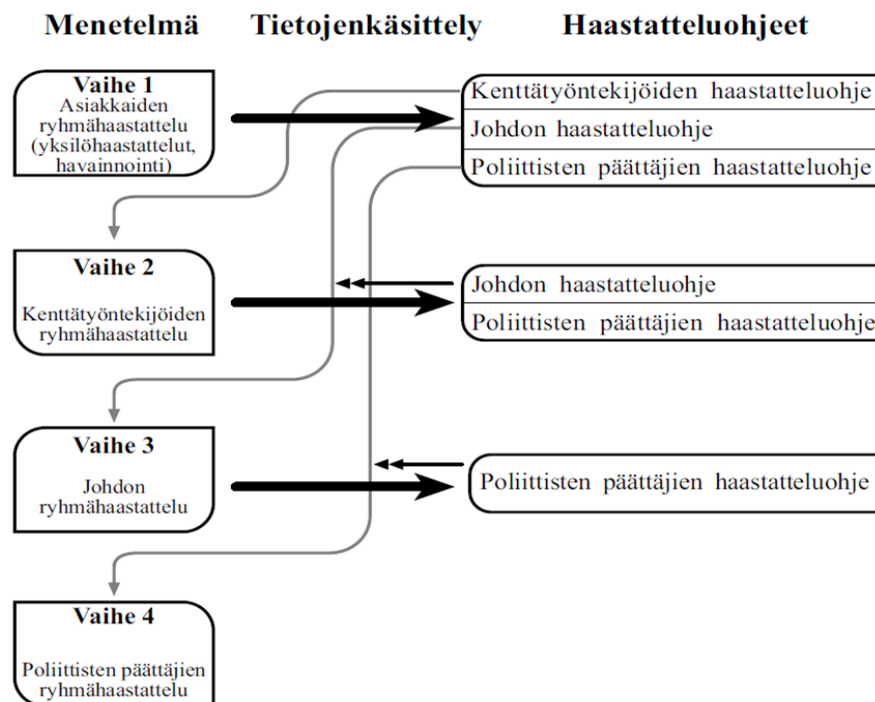 Menetelmä Tietojenkäsittely Haastatteluohjeet
Vaihe 1
Asiakkaiden
ryhmähaastattelu
(yksilöhaastattelut,
havainnointi)
Kenttätyöntekijöiden haastatteluohje
Johdon haastatteluohje
Poliittisten päättäjien haastatteluohje
Vaihe 2
Kenttätyöntekijöiden
ryhmähaastattelu
Johdon haastatteluohje
Poliittisten päättäjien haastatteluohje
Vaihe 3
Johdon
ryhmähaastattelu
Poliittisten päättäjien haastatteluohje
Vaihe 4
Poliittisten päättäjien
ryhmähaastattelu